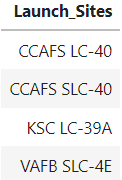 Launch_Sites
CCAFS LC-40
CCAFS SLC-40
KSC LC-39A
VAFB SLC-4E